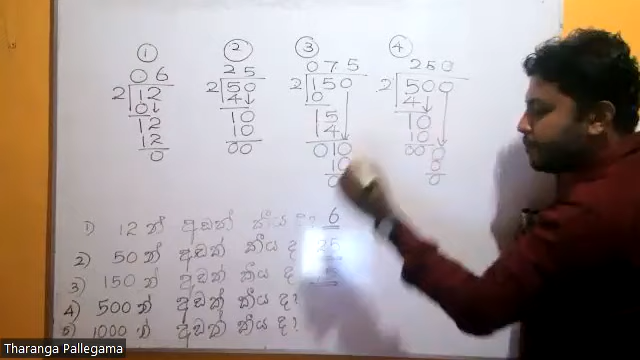 1 2 3 4
06 25 075 250
2 12 2 50 2 150 2 500
0 4 0 4
12 10 15 10
12 10 14 10
0 00 010 00 0
10 0
0 0
1) 12 න් අඩක් කීය ද? 6
2) 50 න් අඩක් කීය ද 25
3) 150 න් අඩක් කීය ද 5
4) 500 න් අඩක් කීය ද?
5) 1000 න් අඩක් කීය ද?
Tharanga Pallegama